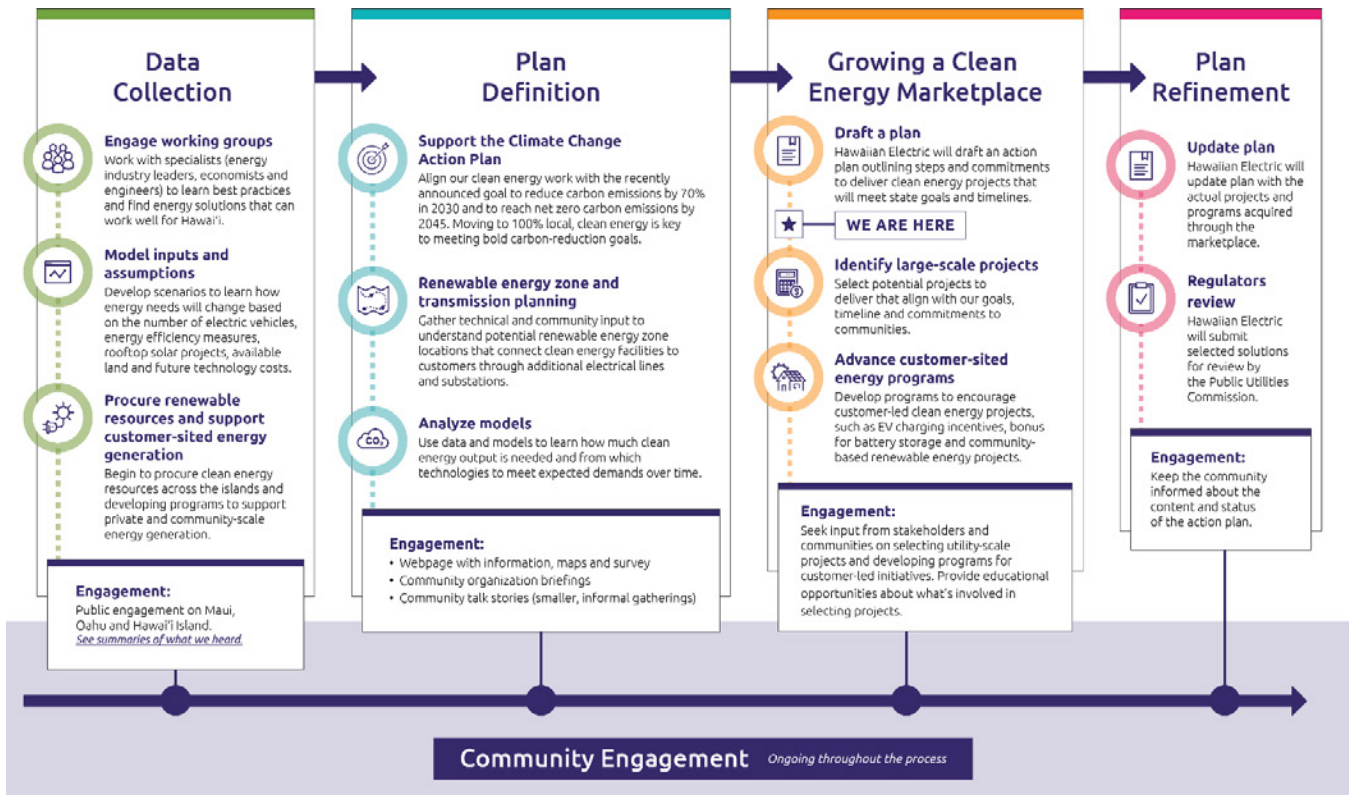 Data
Collection
Engage working groups
Work with specialists (energy
industry leaders, economists and
engineers) to learn best practices
and find energy solutions that can
work well for Hawai'i.
Model inputs and
assumptions
Develop scenarios to learn how
energy needs will change based
on the number of electric vehicles,
energy efficiency measures,
rooftop solar projects, available
land and future technology costs.
Procure renewable
resources and support
customer-sited energy
generation
Begin to procure clean energy
resources across the islands and
developing programs to support
private and community-scale
energy generation.
Engagement:
Public engagement on Maui,
Oahu and Hawai'i Island.
See summaries of what we heard.
Plan
Definition
Support the Climate Change
Action Plan
Align our clean energy work with the recently
announced goal to reduce carbon emissions by 70%
in 2030 and to reach net zero carbon emissions by
2045. Moving to 100% local, clean energy is key
to meeting bold carbon-reduction goals.
Renewable energy zone and
transmission planning
Gather technical and community input to
understand potential renewable energy zone
locations that connect clean energy facilities to
customers through additional electrical lines
and substations.
CO₂
Analyze models
Use data and models to learn how much clean
energy output is needed and from which
technologies to meet expected demands over time.
Engagement:
• Webpage with information, maps and survey
• Community organization briefings
• Community talk stories (smaller, informal gatherings)
Growing a Clean
Energy Marketplace
Draft a plan
Hawaiian Electric will draft an action
plan outlining steps and commitments
to deliver clean energy projects that
will meet state goals and timelines.
WE ARE HERE
Identify large-scale projects
Select potential projects to
deliver that align with our goals,
timeline and commitments to
communities.
Advance customer-sited
energy programs
Develop programs to encourage
customer-led clean energy projects,
such as EV charging incentives, bonus
for battery storage and community-
based renewable energy projects.
Engagement:
Seek input from stakeholders and
communities on selecting utility-scale
projects and developing programs for
customer-led initiatives. Provide educational
opportunities about what's involved in
selecting projects.
Plan
Refinement
Update plan
Hawaiian Electric will
update plan with the
actual projects and
programs acquired
through the
marketplace.
Regulators
review
Hawaiian Electric
will submit
selected solutions
for review by
the Public Utilities
Commission.
Engagement:
Keep the community
informed about the
content and status
of the action plan.
Community Engagement Ongoing throughout the process